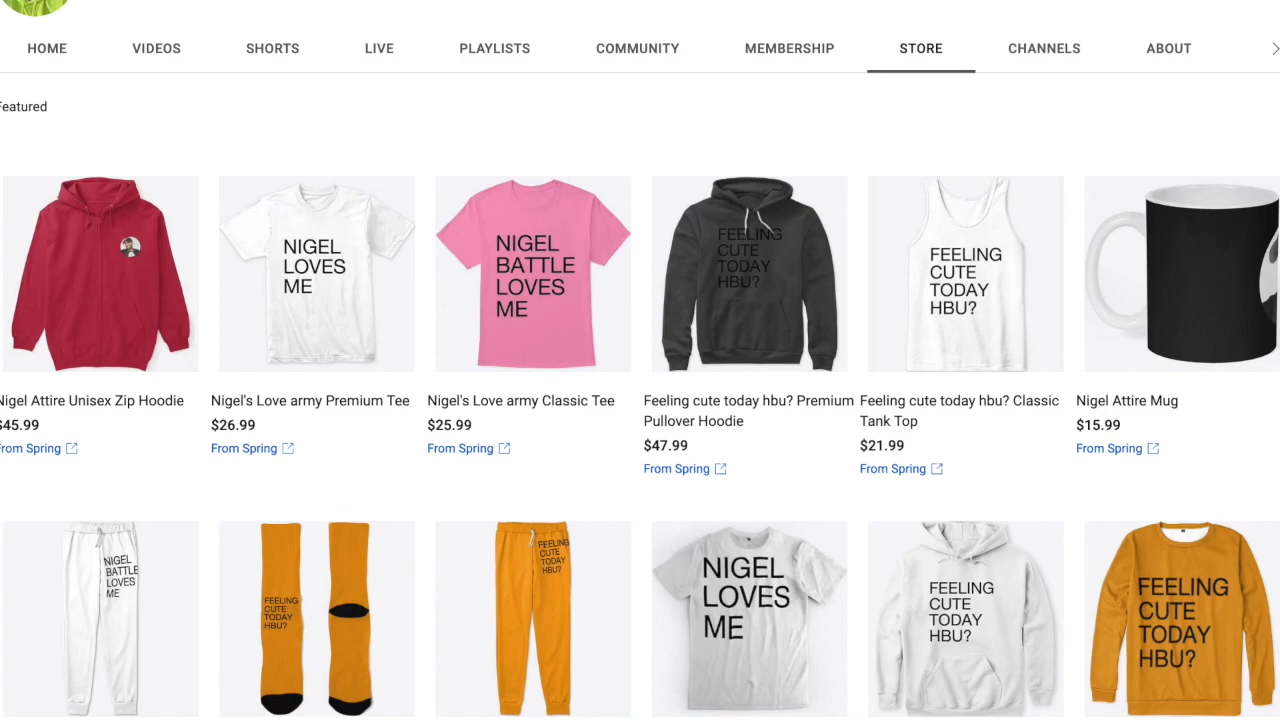 HOME VIDEOS SHORTS LIVE PLAYLISTS COMMUNITY MEMBERSHIP STORE CHANNELS ABOUT
Featured
NIGEL
LOVES
ME
NIGEL
BATTLE
LOVES
ME
FEELING
CUTE
TODAY
HBU?
FEELING
CUTE
TODAY
HBU?
Nigel Attire Unisex Zip Hoodie
$45.99
From Spring
Nigel's Love army Premium Tee
$26.99
From Spring
Nigel's Love army Classic Tee
$25.99
From Spring
Feeling cute today hbu? Premium
Pullover Hoodie
$47.99
From Spring
Feeling cute today hbu? Classic
Tank Top
$21.99
From Spring
Nigel Attire Mug
$15.99
From Spring
NIGEL
BATTLE
LOVES
ME
FEELING
CUTE
TODAY
HBU?
FEELING
CUTE
TODAY
HBU?
NIGEL
LOVES
ME
FEELING
CUTE
TODAY
HBU?
FEELING
CUTE
TODAY
HBU?